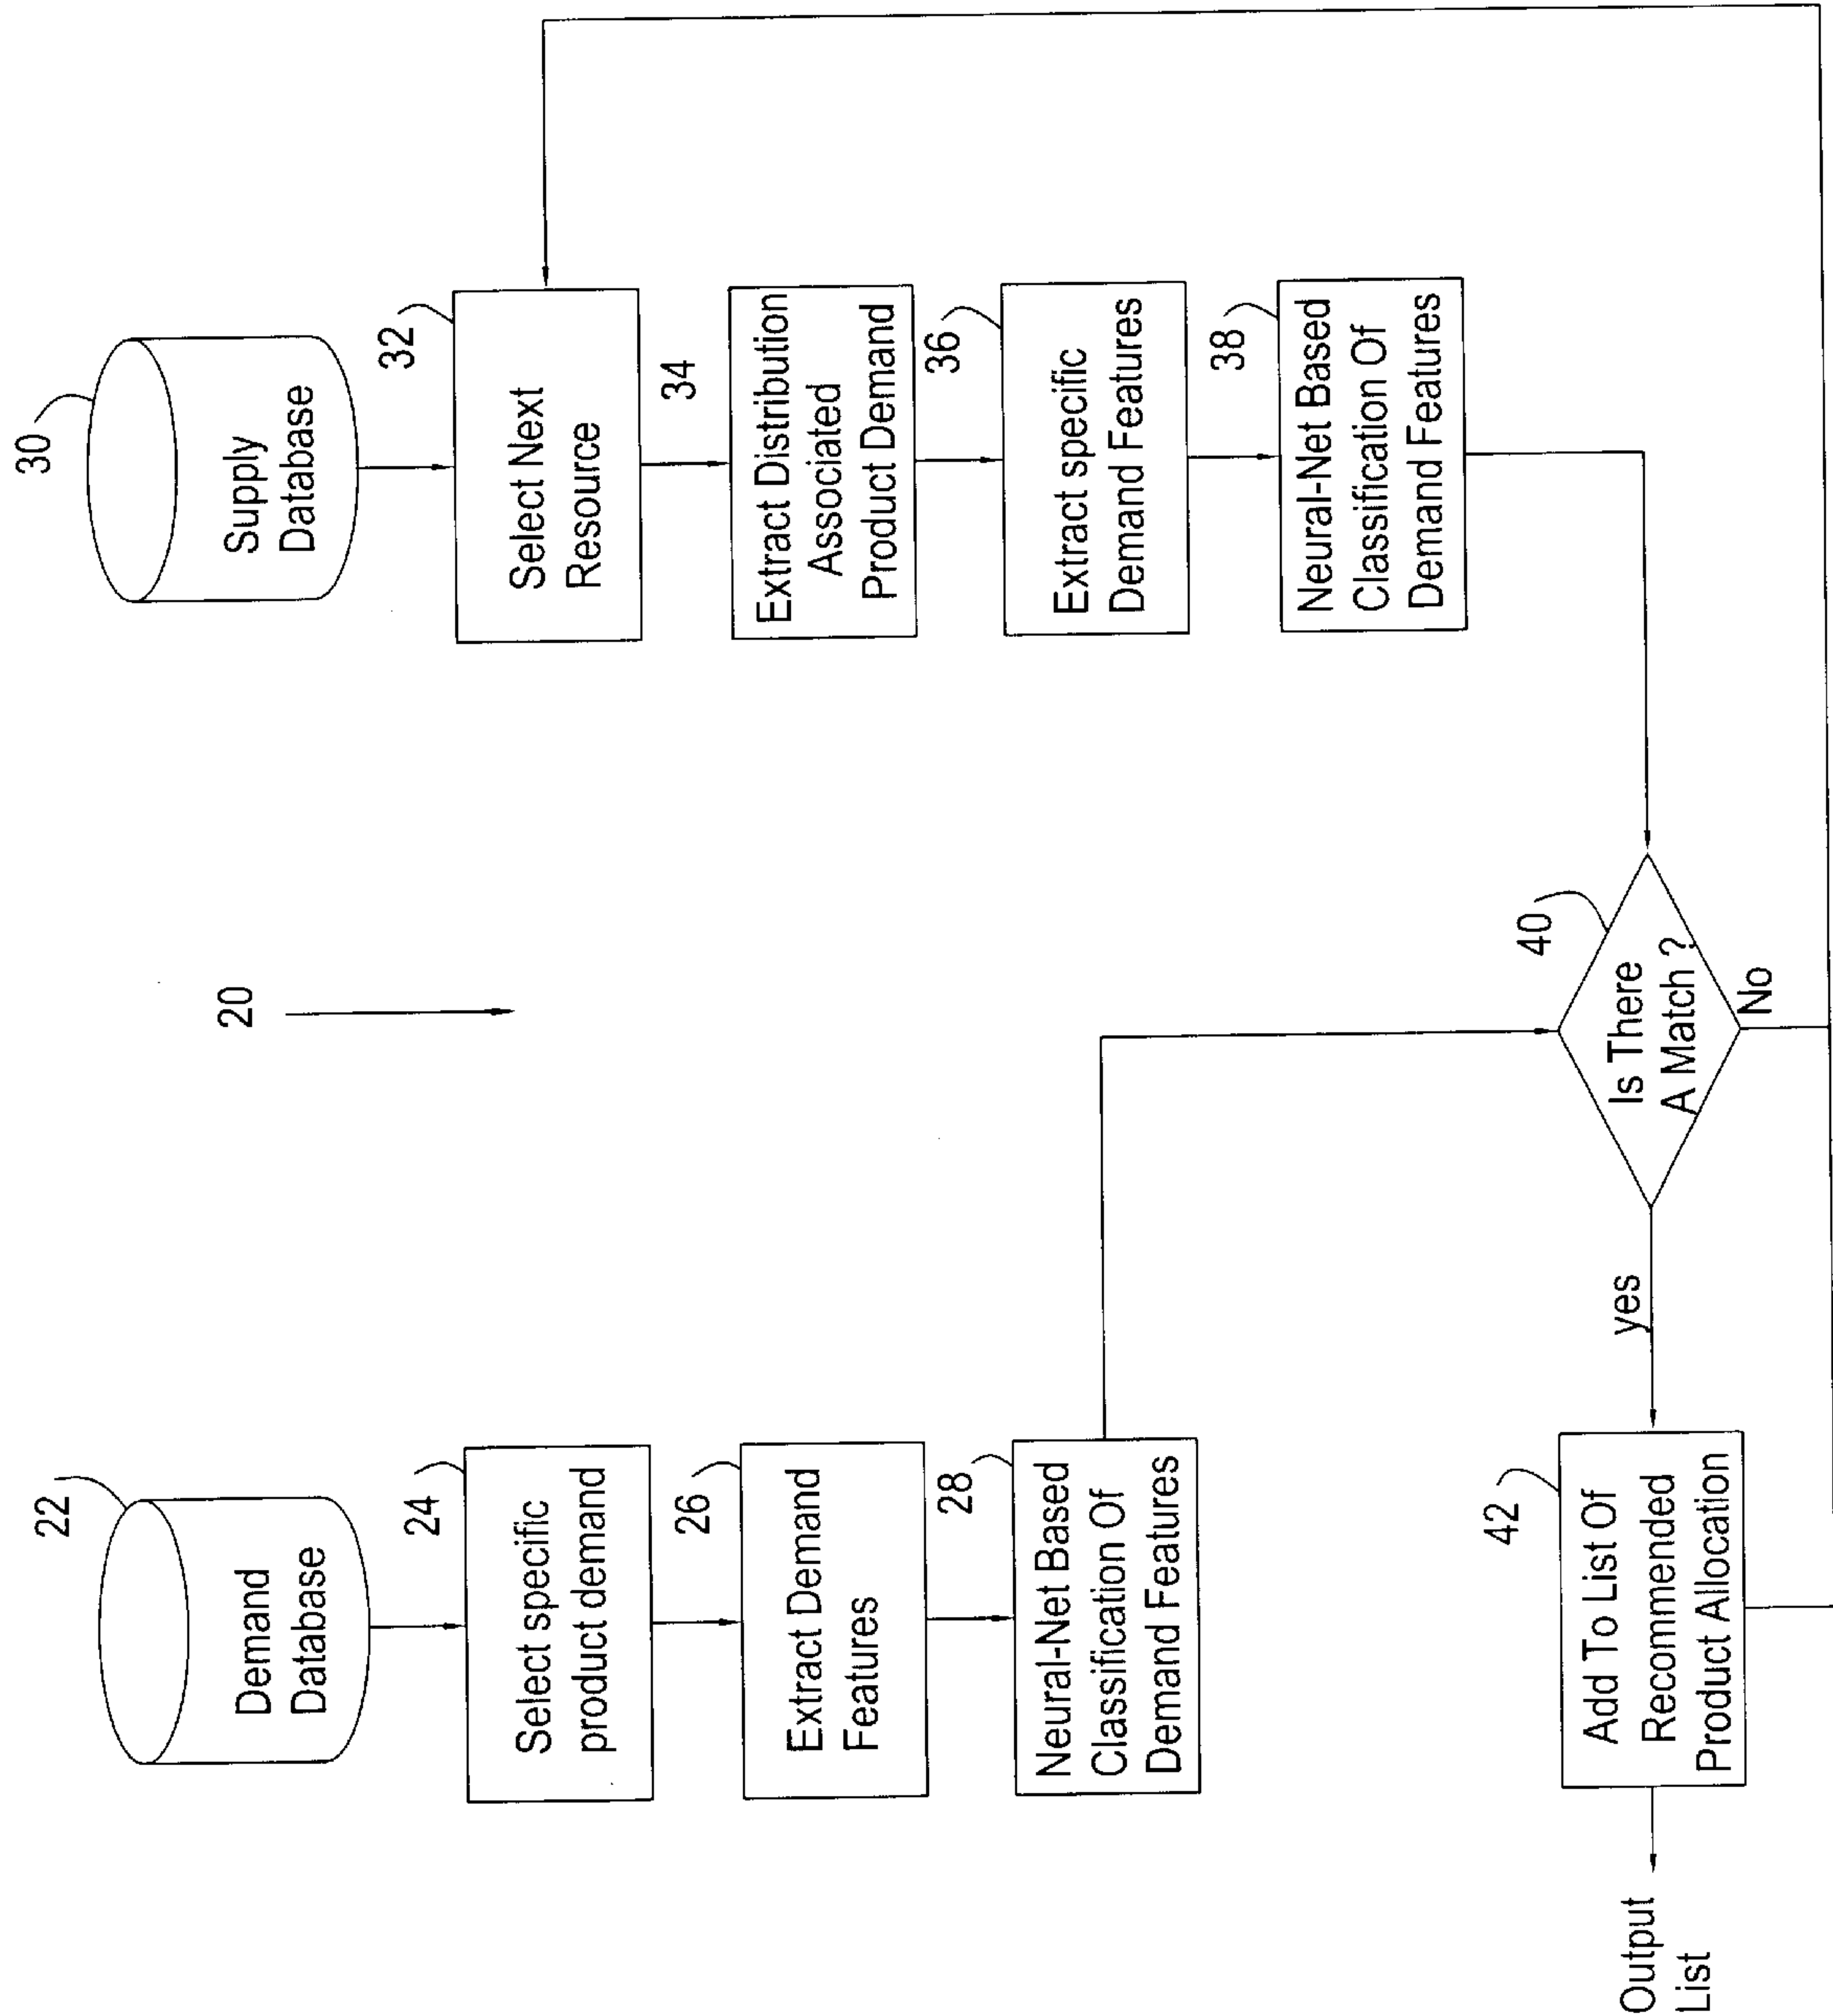 22
Demand
Database
24
Select specific
product demand
26
Extract Demand
Features
28
Neural-Net Based
Classification Of
Demand Features
20
30
Supply
Database
32
Select Next
Resource
34
Extract Distribution
Associated
Product Demand
36
Extract specific
Demand Features
38
Neural-Net Based
Classification Of
Demand Features
40
Is There
A Match ?
No
yes
42
Add To List Of
Recommended
Product Allocation
Output
List